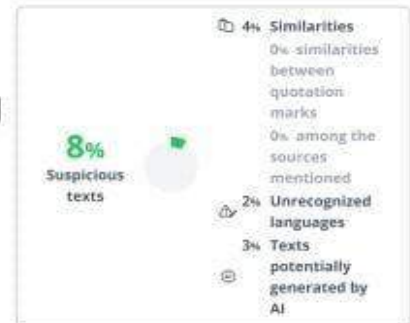 8%
Suspicious
texts
4% Similarities
0% similarities
between
quotation
marks
0% among the
sources
mentioned
2% Unrecognized
languages
3% Texts
potentially
generated by
AI